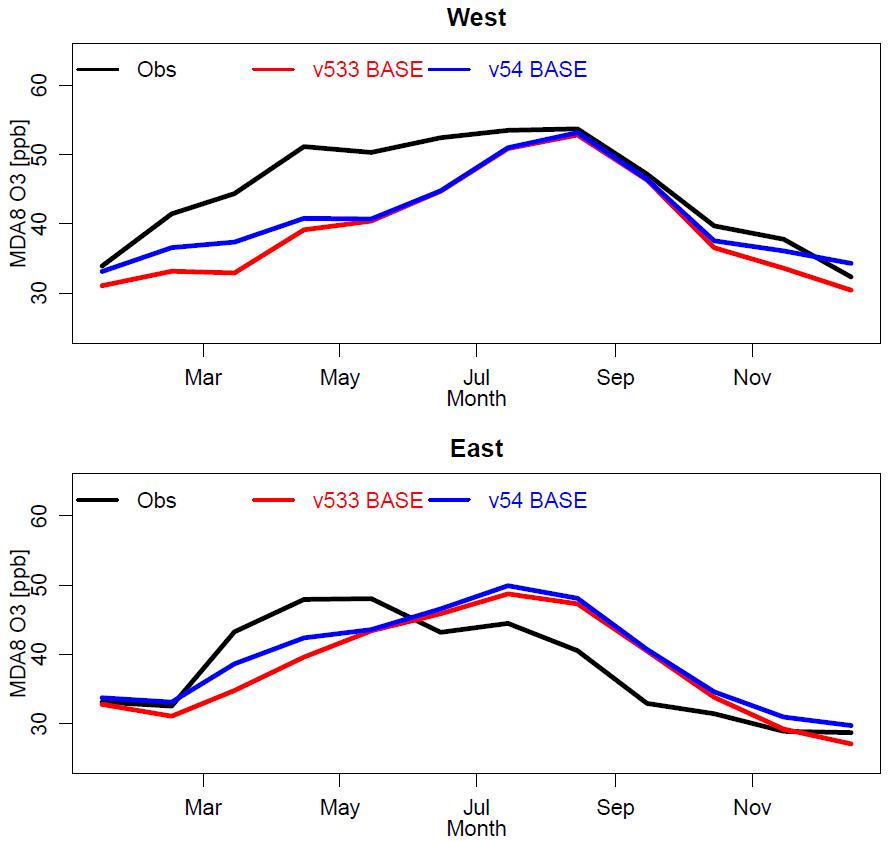 West
Obs v533 BASE v54 BASE
MDA8 O3 [ppb]
60
50
40
30
Mar May Jul Sep Nov
Month
East
Obs v533 BASE v54 BASE
MDA8 O3 [ppb]
60
50
40
30
Mar May Jul Sep Nov
Month